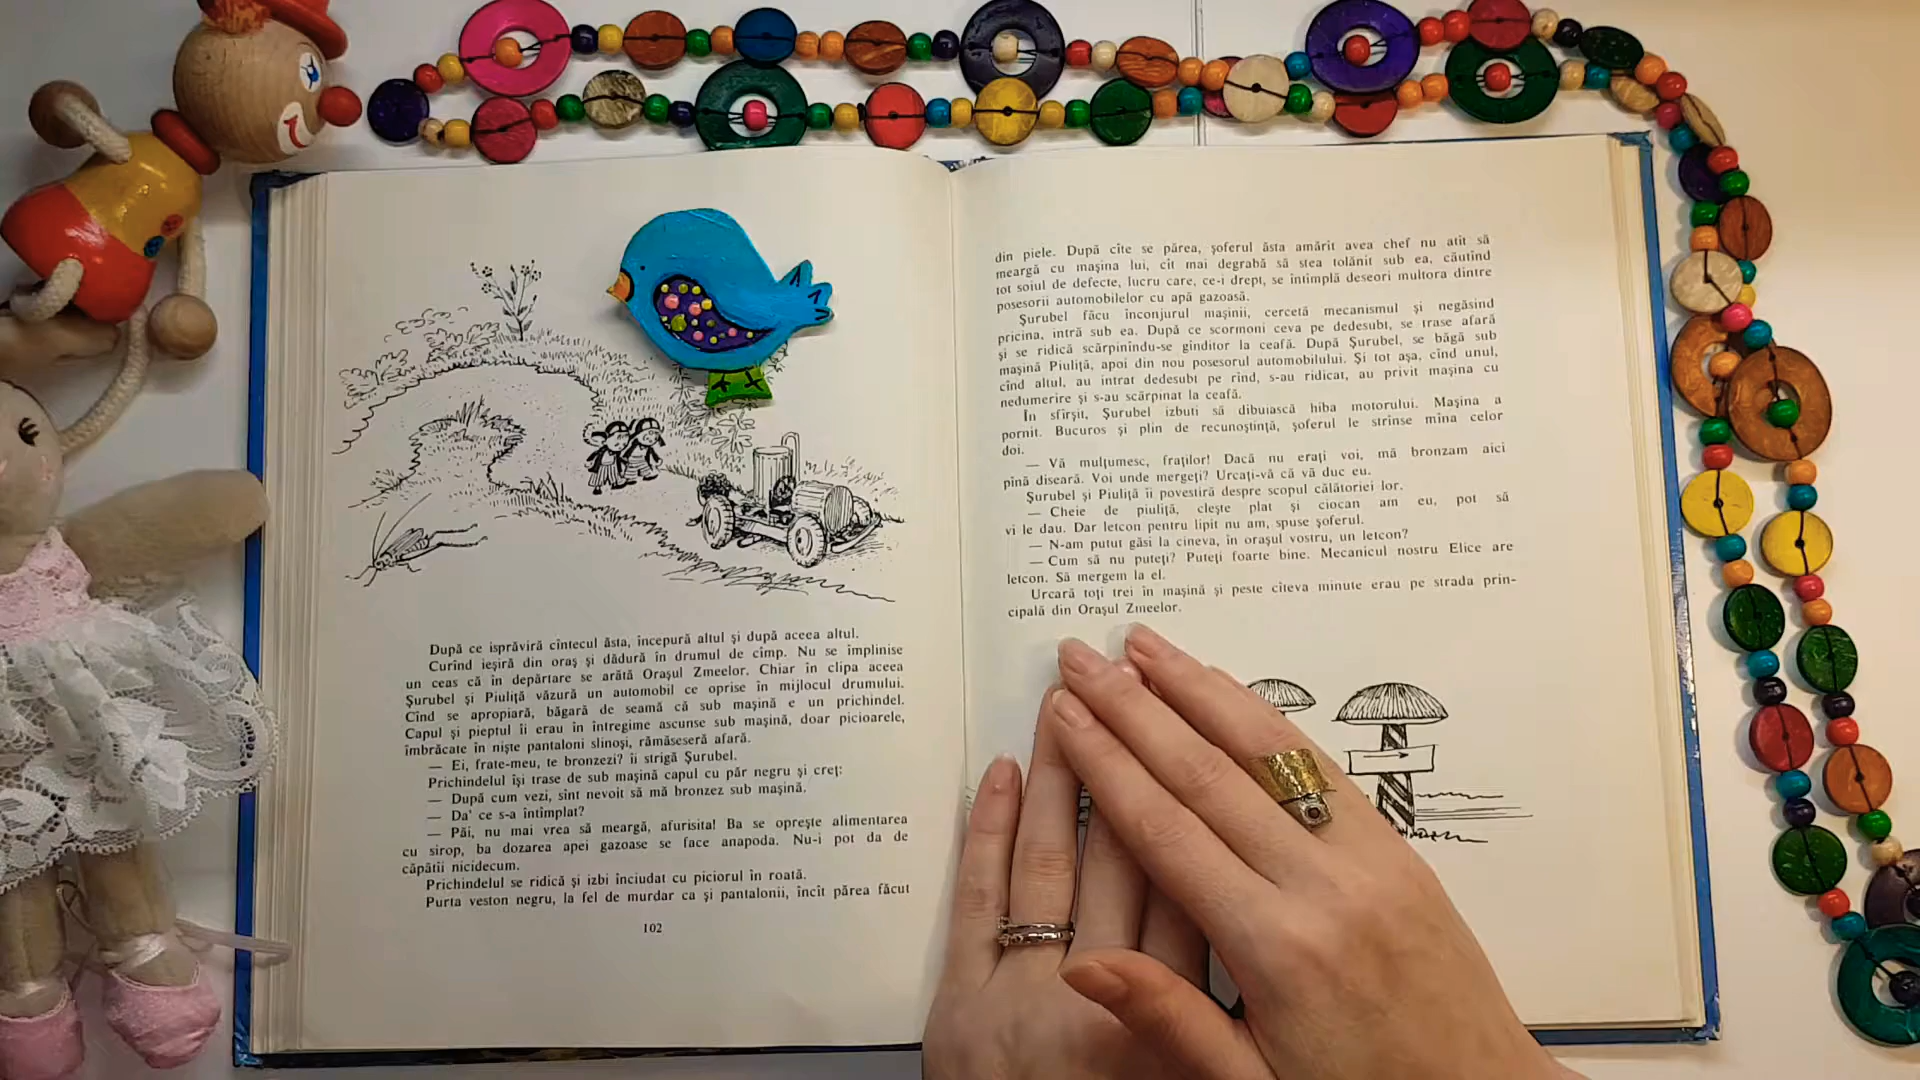 După ce isprăviră cîntecul ăsta, începură altul şi după aceea altul.
Curînd ieşiră din oraş şi dădură în drumul de cîmp. Nu se împlinise
un ceas că în depărtare se arătă Oraşul Zmeelor. Chiar în clipa aceea
Şurubel şi Piuliţă văzură un automobil ce oprise în mijlocul drumului.
Cînd se apropiară, băgară de seamă că sub maşină e un prichindel.
Capul şi pieptul îi erau în întregime ascunse sub maşină, doar picioarele,
îmbrăcate în nişte pantaloni slinoşi, rămăseseră afară.
— Ei, frate-meu, te bronzezi? îi strigă Şurubel.
Prichindelul îşi trase de sub maşină capul cu păr negru şi creţ:
— După cum vezi, sînt nevoit să mă bronzez sub maşină.
— Da' ce s-a întîmplat?
— Păi, nu mai vrea să meargă, afurisita! Ba se opreşte alimentarea
cu sirop, ba dozarea apei gazoase se face anapoda. Nu-i pot da de
căpătîi nicidecum.
Prichindelul se ridică şi izbi înciudat cu piciorul în roată.
Purta veston negru, la fel de murdar ca şi pantalonii, încît părea făcut
102
din piele. După cîte se părea, şoferul ăsta amărît avea chef nu atît să
meargă cu maşina lui, cît mai degrabă să stea tolănit sub ea, căutînd
tot soiul de defecte, lucru care, ce-i drept, se întîmplă deseori multora dintre
posesorii automobilelor cu apă gazoasă.
Şurubel făcu înconjurul maşinii, cercetă mecanismul şi negăsind
pricina, intră sub ea. După ce scormoni ceva pe dedesubt, se trase afară
şi se ridică scărpinîndu-se gînditor la ceafă. După Şurubel, se băgă sub
maşină Piuliţă, apoi din nou posesorul automobilului. Şi tot aşa, cînd unul,
cînd altul, au intrat dedesubt pe rînd, s-au ridicat, au privit maşina cu
nedumerire şi s-au scărpinat la ceafă.
În sfîrşit, Şurubel izbuti să dibuiască hiba motorului. Maşina a
pornit. Bucuros şi plin de recunoştinţă, şoferul le strînse mîna celor
doi.
— Vă mulţumesc, fraţilor! Dacă nu eraţi voi, mă bronzam aici
pînă diseară. Voi unde mergeţi? Urcaţi-vă că vă duc eu.
Şurubel şi Piuliţă îi povestiră despre scopul călătoriei lor.
— Cheie de piuliţă, cleşte plat şi ciocan am eu, pot să
vi le dau. Dar letcon pentru lipit nu am, spuse şoferul.
— N-am putut găsi la cineva, în oraşul vostru, un letcon?
— Cum să nu puteţi? Puteţi foarte bine. Mecanicul nostru Elice are
letcon. Să mergem la el.
Urcară toţi trei în maşină şi peste cîteva minute erau pe strada prin-
cipală din Oraşul Zmeelor.